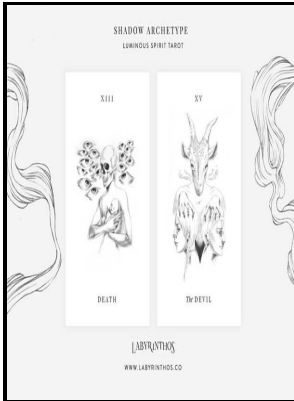 SHADOW ARCHETYPE
LUMINOUS SPIRIT TAROT
XIII
XV
DEATH
The DEVIL
LABYRINTHOS
WWW.LABYRINTHOS.CO